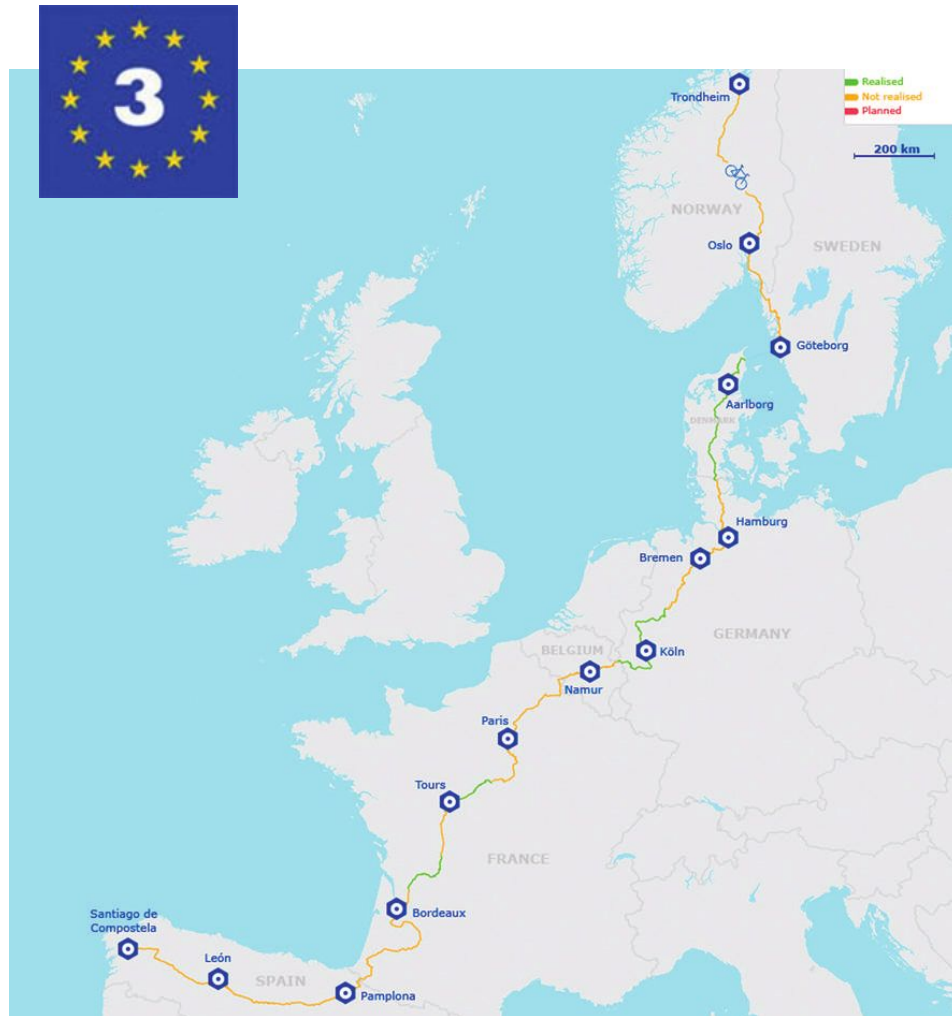 3
Realised
Not realised
Planned
200 km
Trondheim
NORWAY
Oslo
SWEDEN
Göteborg
Aarlborg
DENMARK
Hamburg
Bremen
GERMANY
BELGIUM
Köln
Namur
Paris
Tours
FRANCE
Bordeaux
Santiago de
Compostela
León
SPAIN
Pamplona